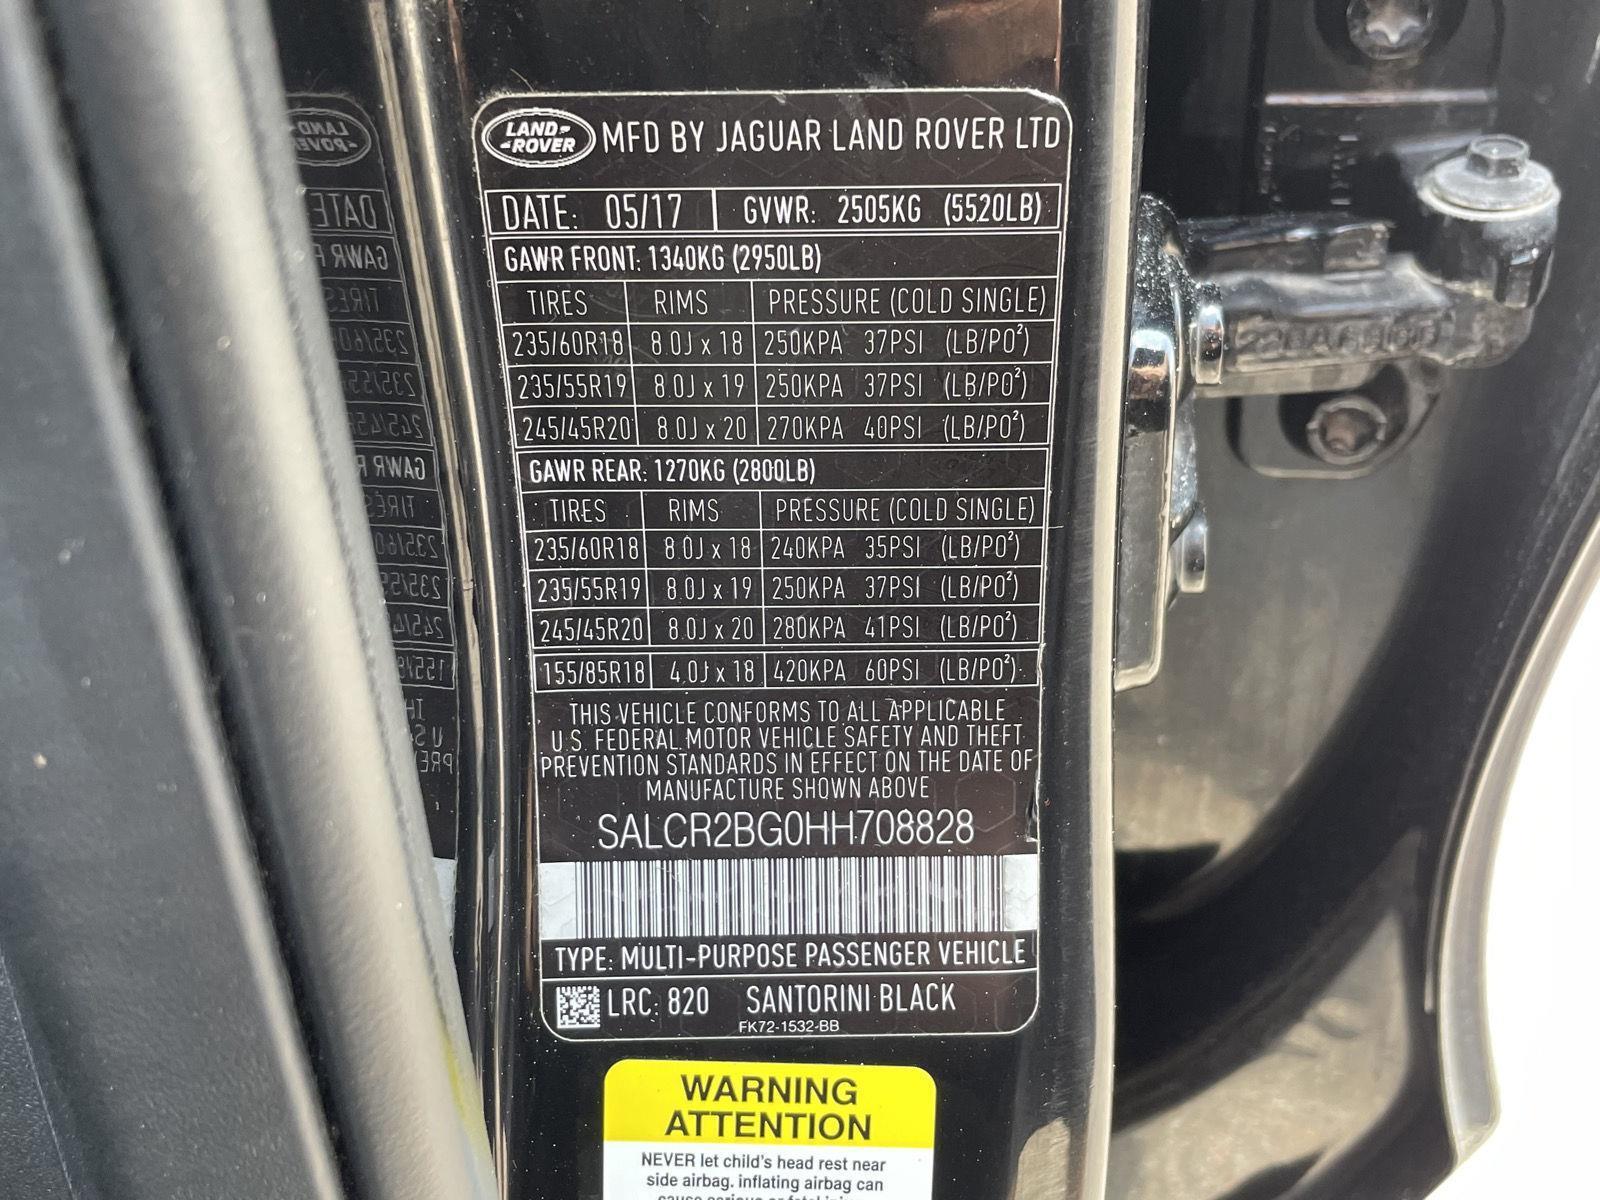 LAND-
-ROVER
MFD BY JAGUAR LAND ROVER LTD
DATE: 05/17 GVWR: 2505KG (5520LB)
GAWR FRONT: 1340KG (2950LB)
TIRES RIMS PRESSURE (COLD SINGLE)
235/60R18 8.0J x 18 250KPA 37PSI (LB/PO²)
235/55R19 8.0J x 19 250KPA 37PSI (LB/PO²)
245/45R20 8.0J x 20 270KPA 40PSI (LB/PO²)
GAWR REAR: 1270KG (2800LB)
TIRES RIMS PRESSURE (COLD SINGLE)
235/60R18 8.0J x 18 240KPA 35PSI (LB/PO²)
235/55R19 8.0J x 19 250KPA 37PSI (LB/PO²)
245/45R20 8.0J x 20 280KPA 41PSI (LB/PO²)
155/85R18 4.0J x 18 420KPA 60PSI (LB/PO²)
THIS VEHICLE CONFORMS TO ALL APPLICABLE
U.S. FEDERAL MOTOR VEHICLE SAFETY AND THEFT
PREVENTION STANDARDS IN EFFECT ON THE DATE OF
MANUFACTURE SHOWN ABOVE
SALCR2BG0HH708828
TYPE: MULTI-PURPOSE PASSENGER VEHICLE
LRC: 820 SANTORINI BLACK
FK72-1532-BB
WARNING
ATTENTION
NEVER let child's head rest near
side airbag. inflating airbag can
cause serious or fatal